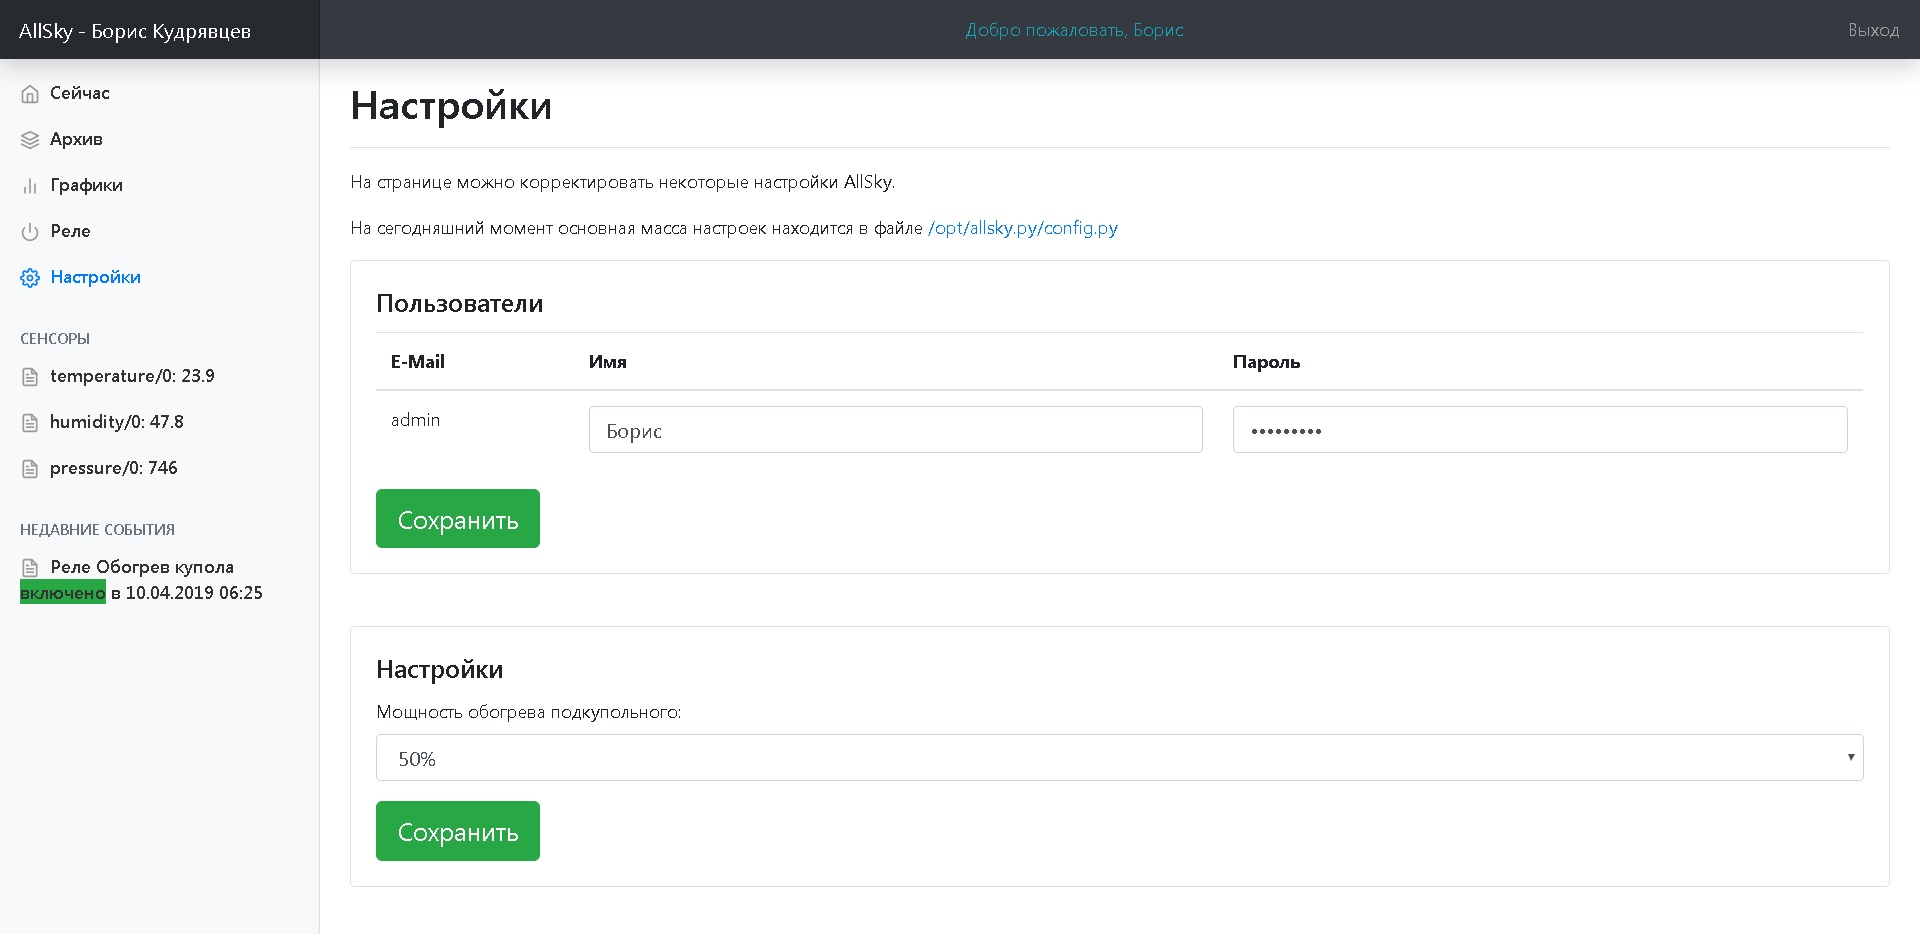 AllSky - Борис Кудрявцев
Добро пожаловать, Борис
Выход
Сейчас
Архив
Графики
Реле
Настройки
СЕНСОРЫ
temperature/0: 23.9
humidity/0: 47.8
pressure/0: 746
НЕДАВНИЕ СОБЫТИЯ
Реле Обогрев купола
включено в 10.04.2019 06:25
Настройки
На странице можно корректировать некоторые настройки AllSky.
На сегодняшний момент основная масса настроек находится в файле /opt/allsky.py/config.py
Пользователи
E-Mail Имя Пароль
admin Борис •••••••••
Сохранить
Настройки
Мощность обогрева подкупольного:
50%
Сохранить